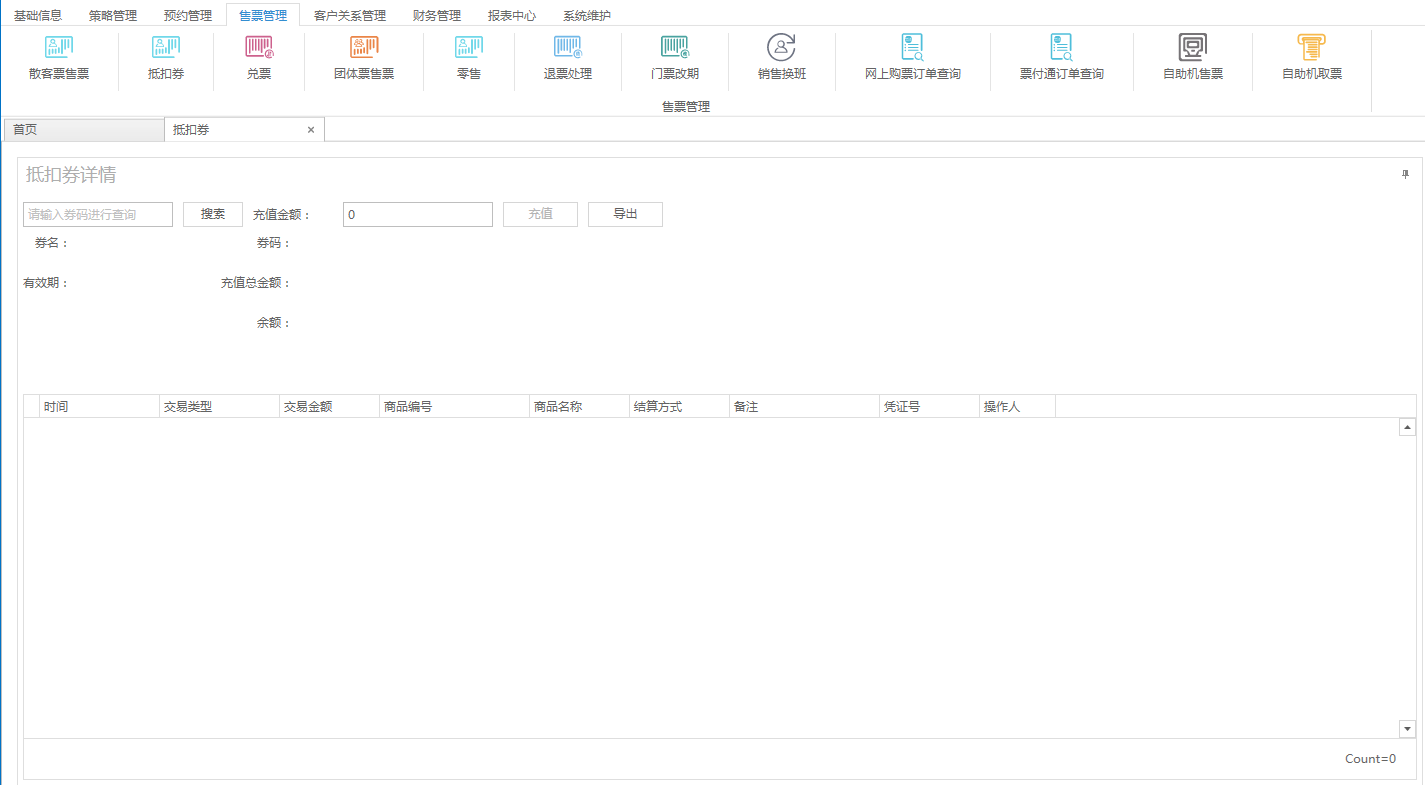 基础信息 策略管理 预约管理 售票管理 客户关系管理 财务管理 报表中心 系统维护
散客票售票 抵扣券 兑票 团体票售票 零售 退票处理 门票改期 销售换班 网上购票订单查询 票付通订单查询 自助机售票 自助机取票
售票管理
首页 抵扣券 ×
抵扣券详情
请输入券码进行查询 搜索 充值金额： 0 充值 导出
券名： 券码：
有效期： 充值总金额：
余额：
时间 交易类型 交易金额 商品编号 商品名称 结算方式 备注 凭证号 操作人
Count=0